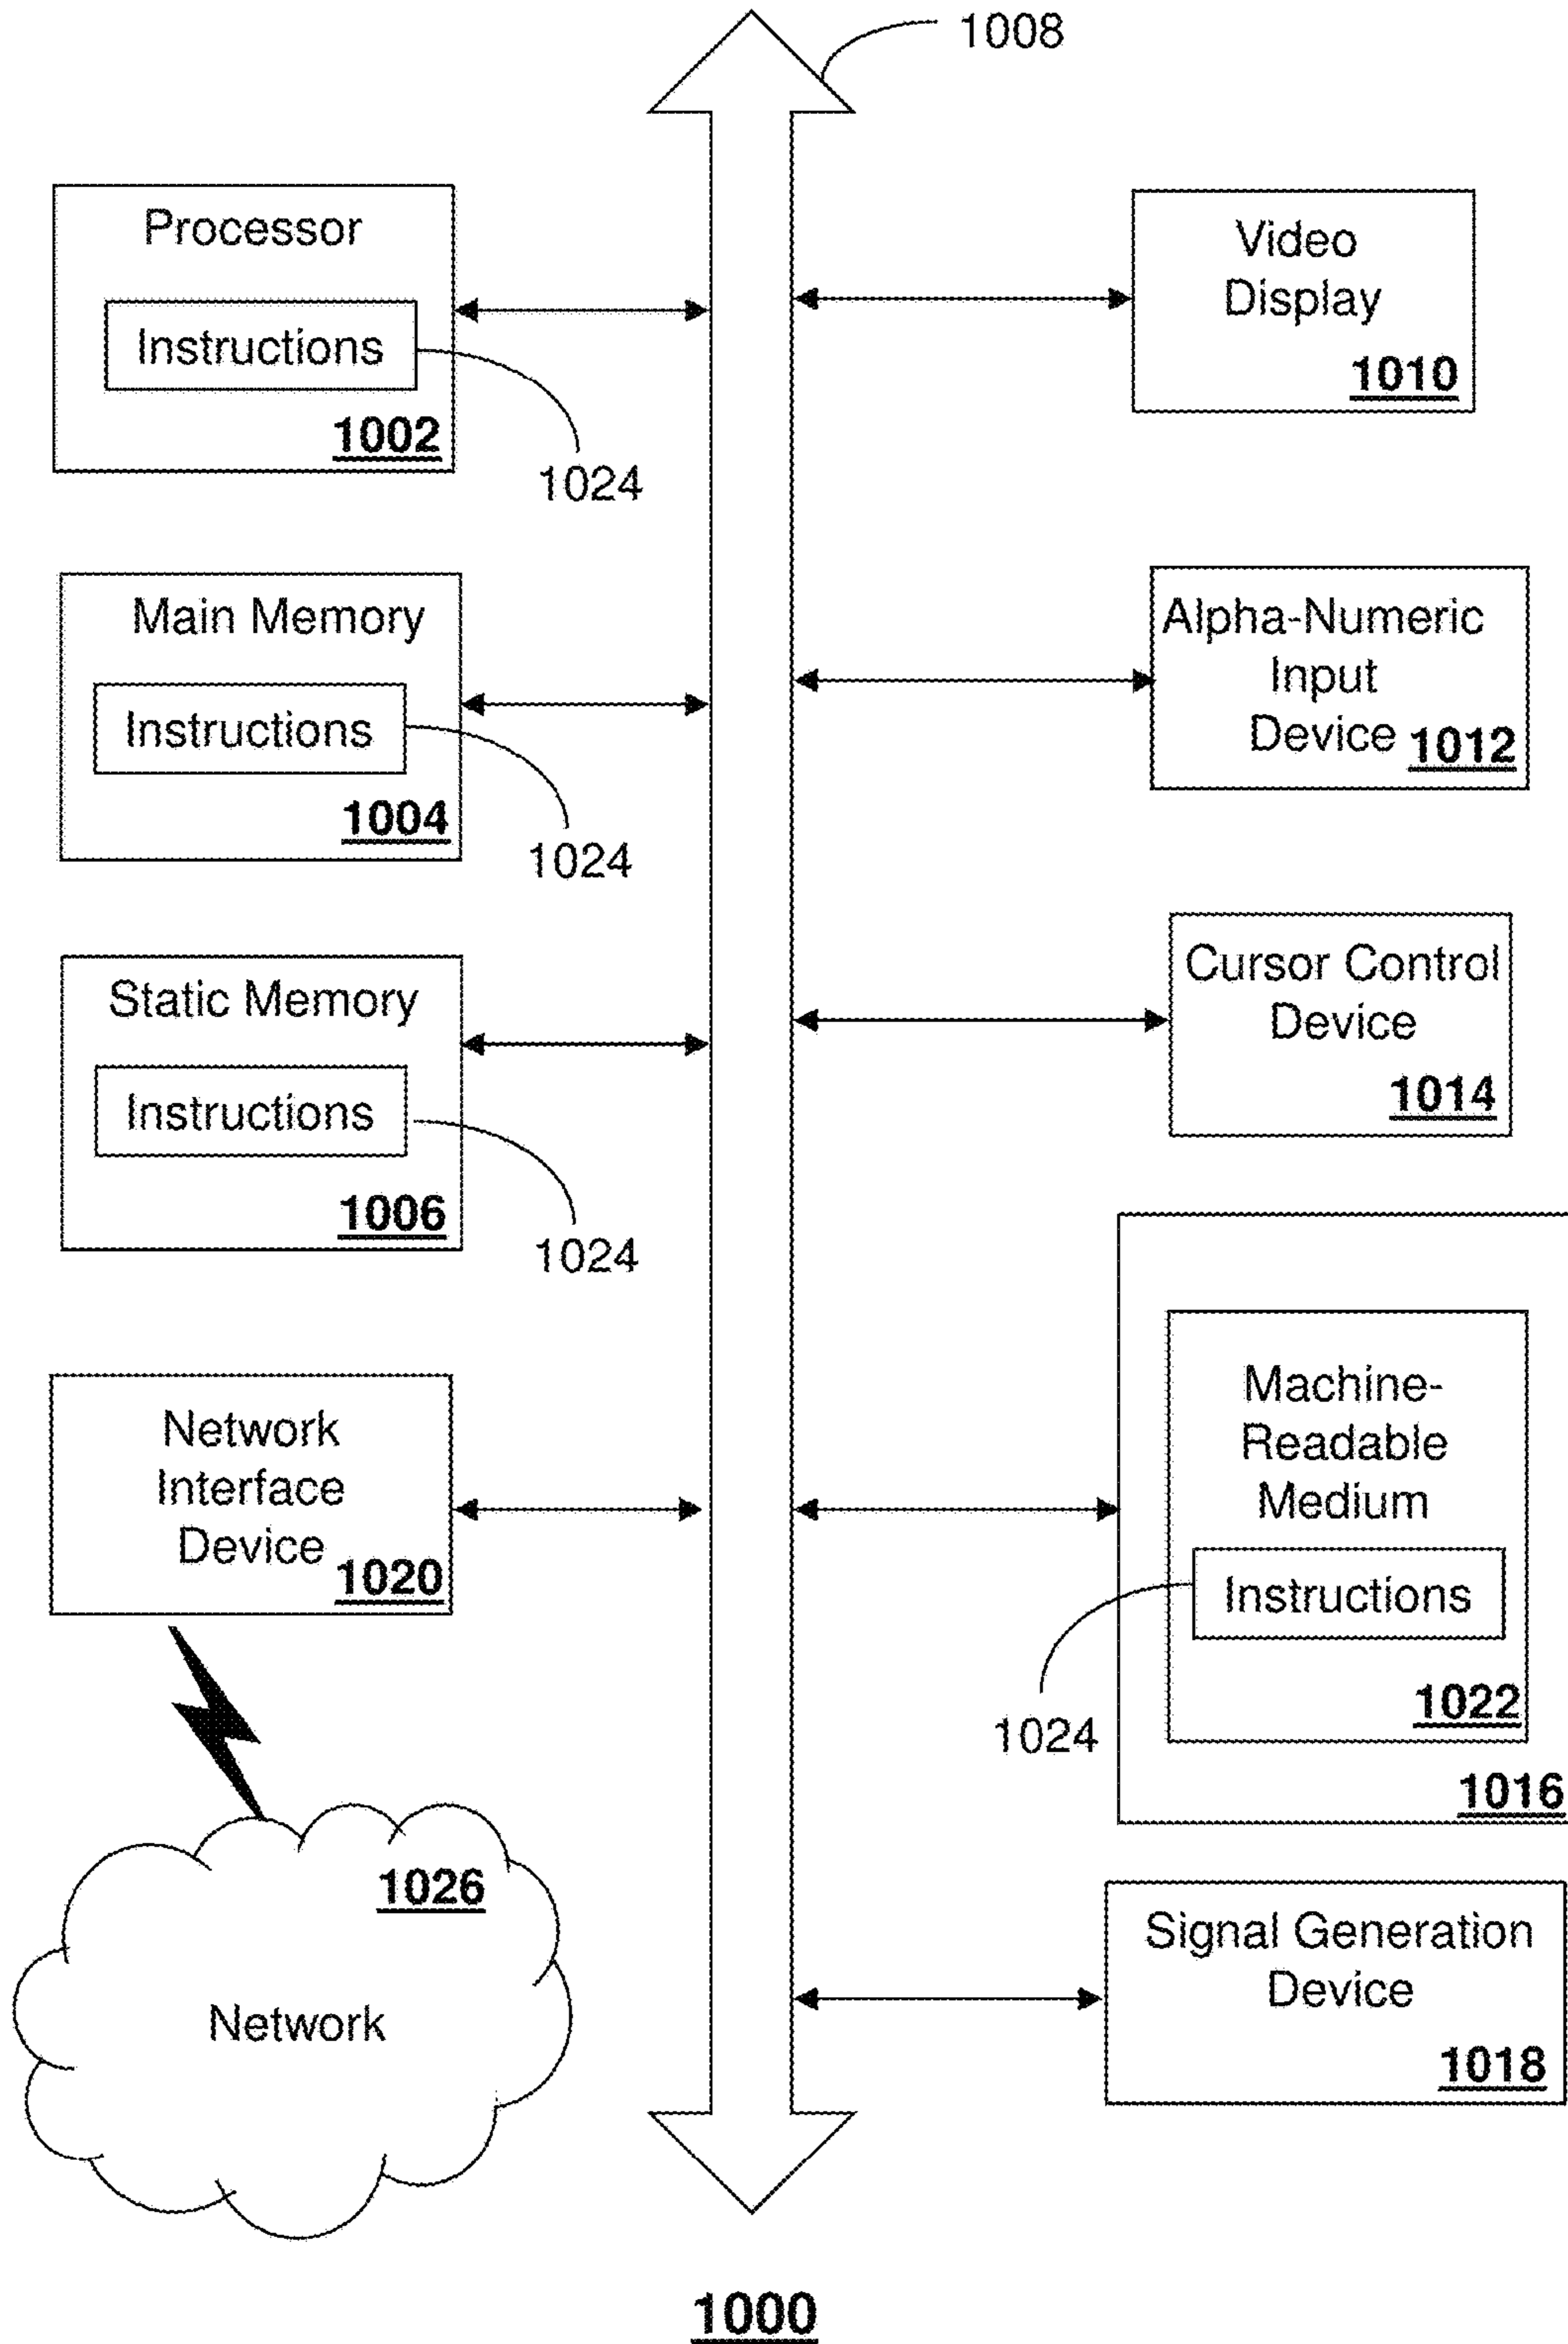 1008
Processor
Instructions
1002
1024
Video
Display
1010
Main Memory
Instructions
1004
1024
Alpha-Numeric
Input
Device 1012
Static Memory
Instructions
1006
1024
Cursor Control
Device
1014
Network
Interface
Device 1020
Machine-
Readable
Medium
Instructions
1022
1024
1016
1026
Network
Signal Generation
Device
1018
1000